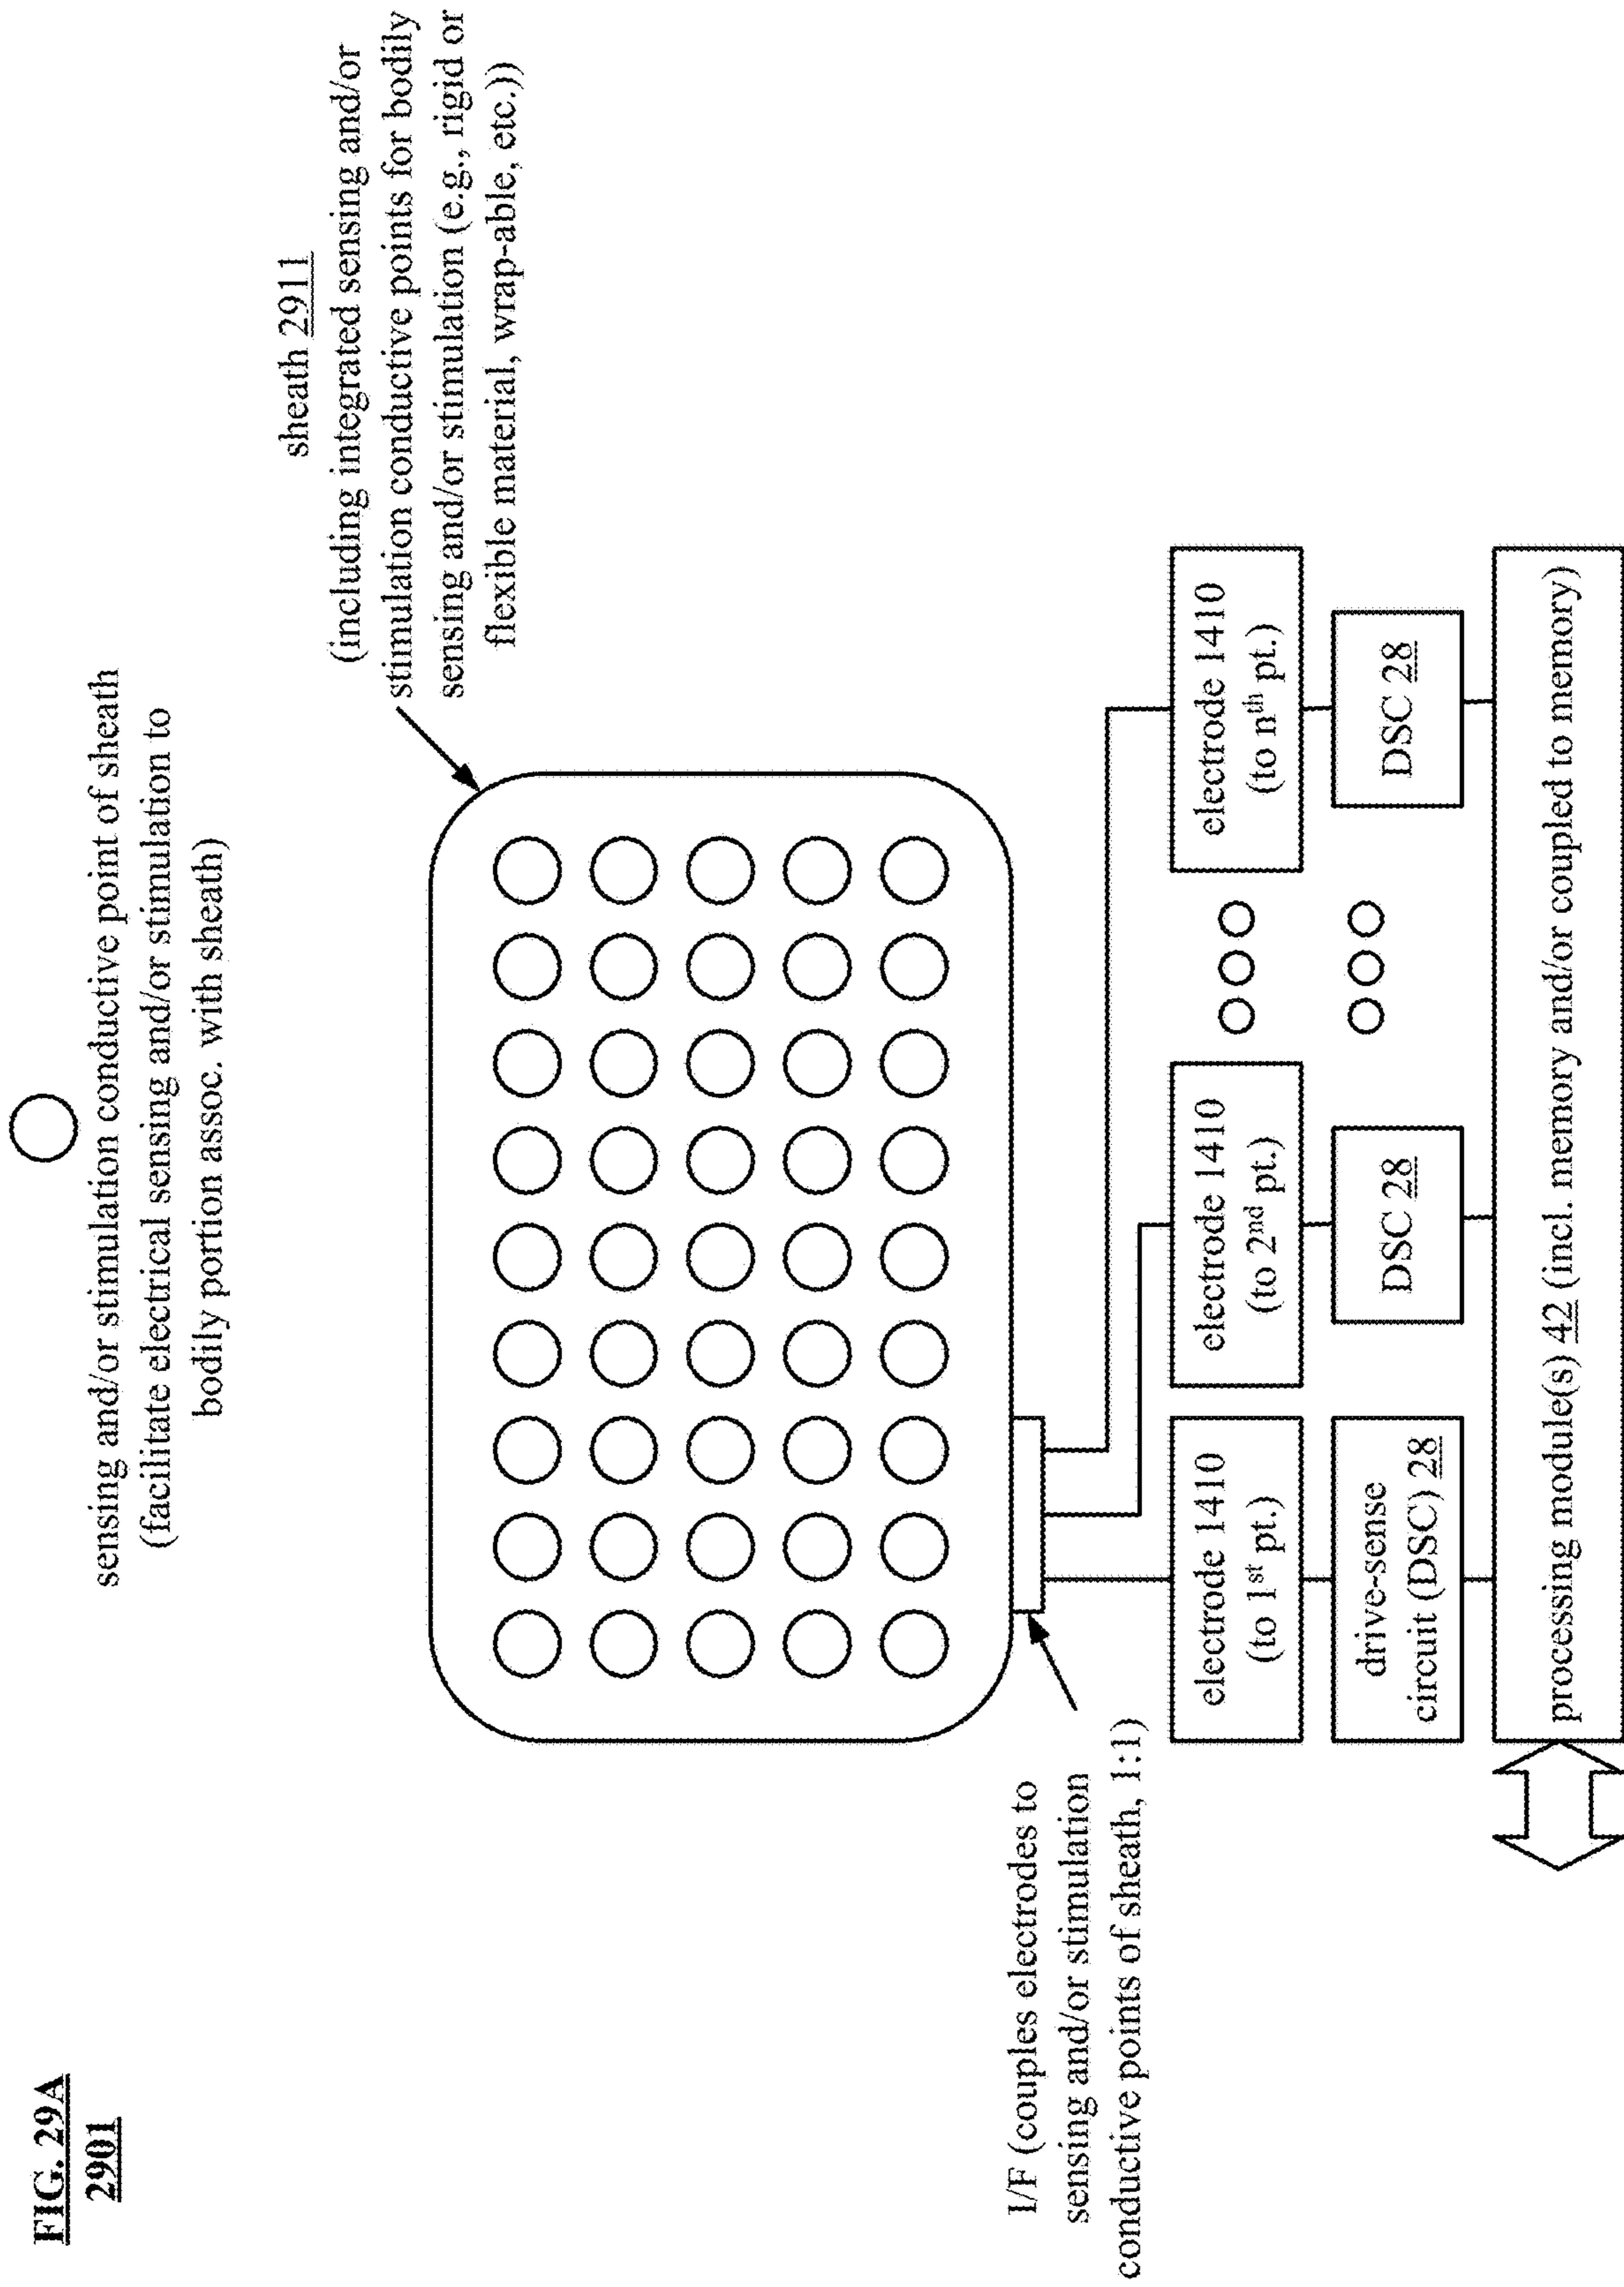 FIG. 29A
2901
sensing and/or stimulation conductive point of sheath
(facilitate electrical sensing and/or stimulation to
bodily portion assoc. with sheath)
sheath 2911
(including integrated sensing and/or
stimulation conductive points for bodily
sensing and/or stimulation (e.g., rigid or
flexible material, wrap-able, etc.))
I/F (couples electrodes to
sensing and/or stimulation
conductive points of sheath, 1:1)
electrode 1410
(to 1st pt.)
electrode 1410
(to 2nd pt.)
electrode 1410
(to nth pt.)
drive-sense
circuit (DSC) 28
DSC 28
DSC 28
processing module(s) 42 (incl. memory and/or coupled to memory)